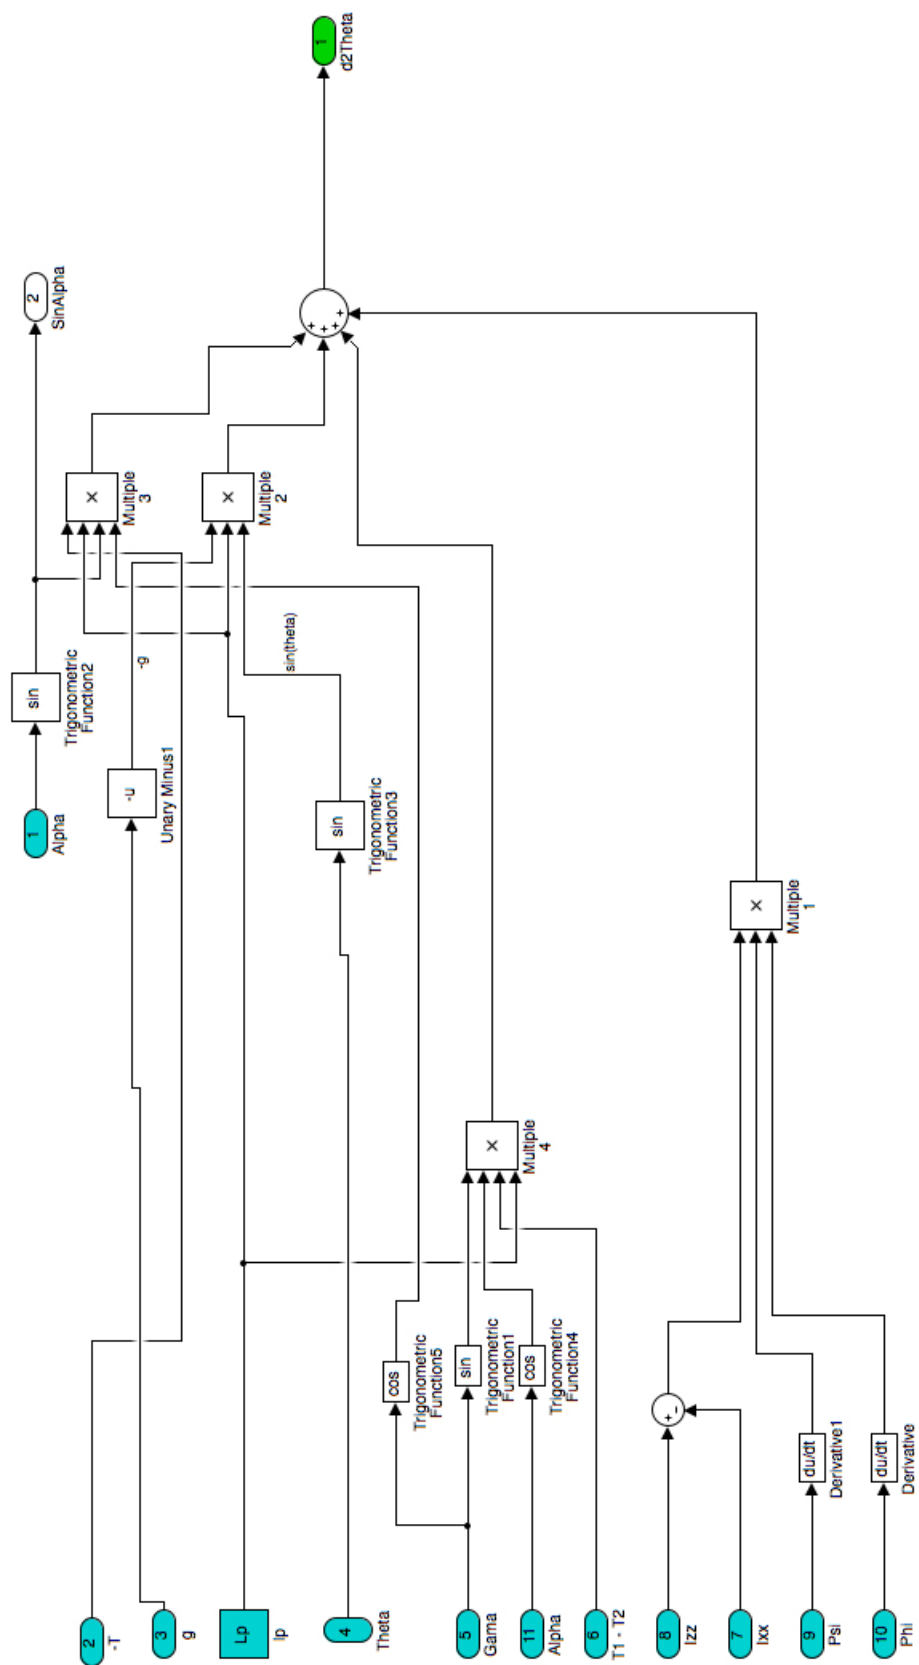 1
Alpha
sin
Trigonometric
Function2
2
SinAlpha
2
-T
3
g
-u
Unary Minus1
-g
×
Multiple
3
×
Multiple
2
Lp
lp
4
Theta
sin
Trigonometric
Function3
sin(theta)
+
+
+
+
1
d2Theta
cos
Trigonometric
Function5
5
Gama
sin
Trigonometric
Function1
11
Alpha
cos
Trigonometric
Function4
6
T1 - T2
×
Multiple
4
8
Izz
7
Ixx
+
-
9
Psi
du/dt
Derivative1
10
Phi
du/dt
Derivative
×
Multiple
1